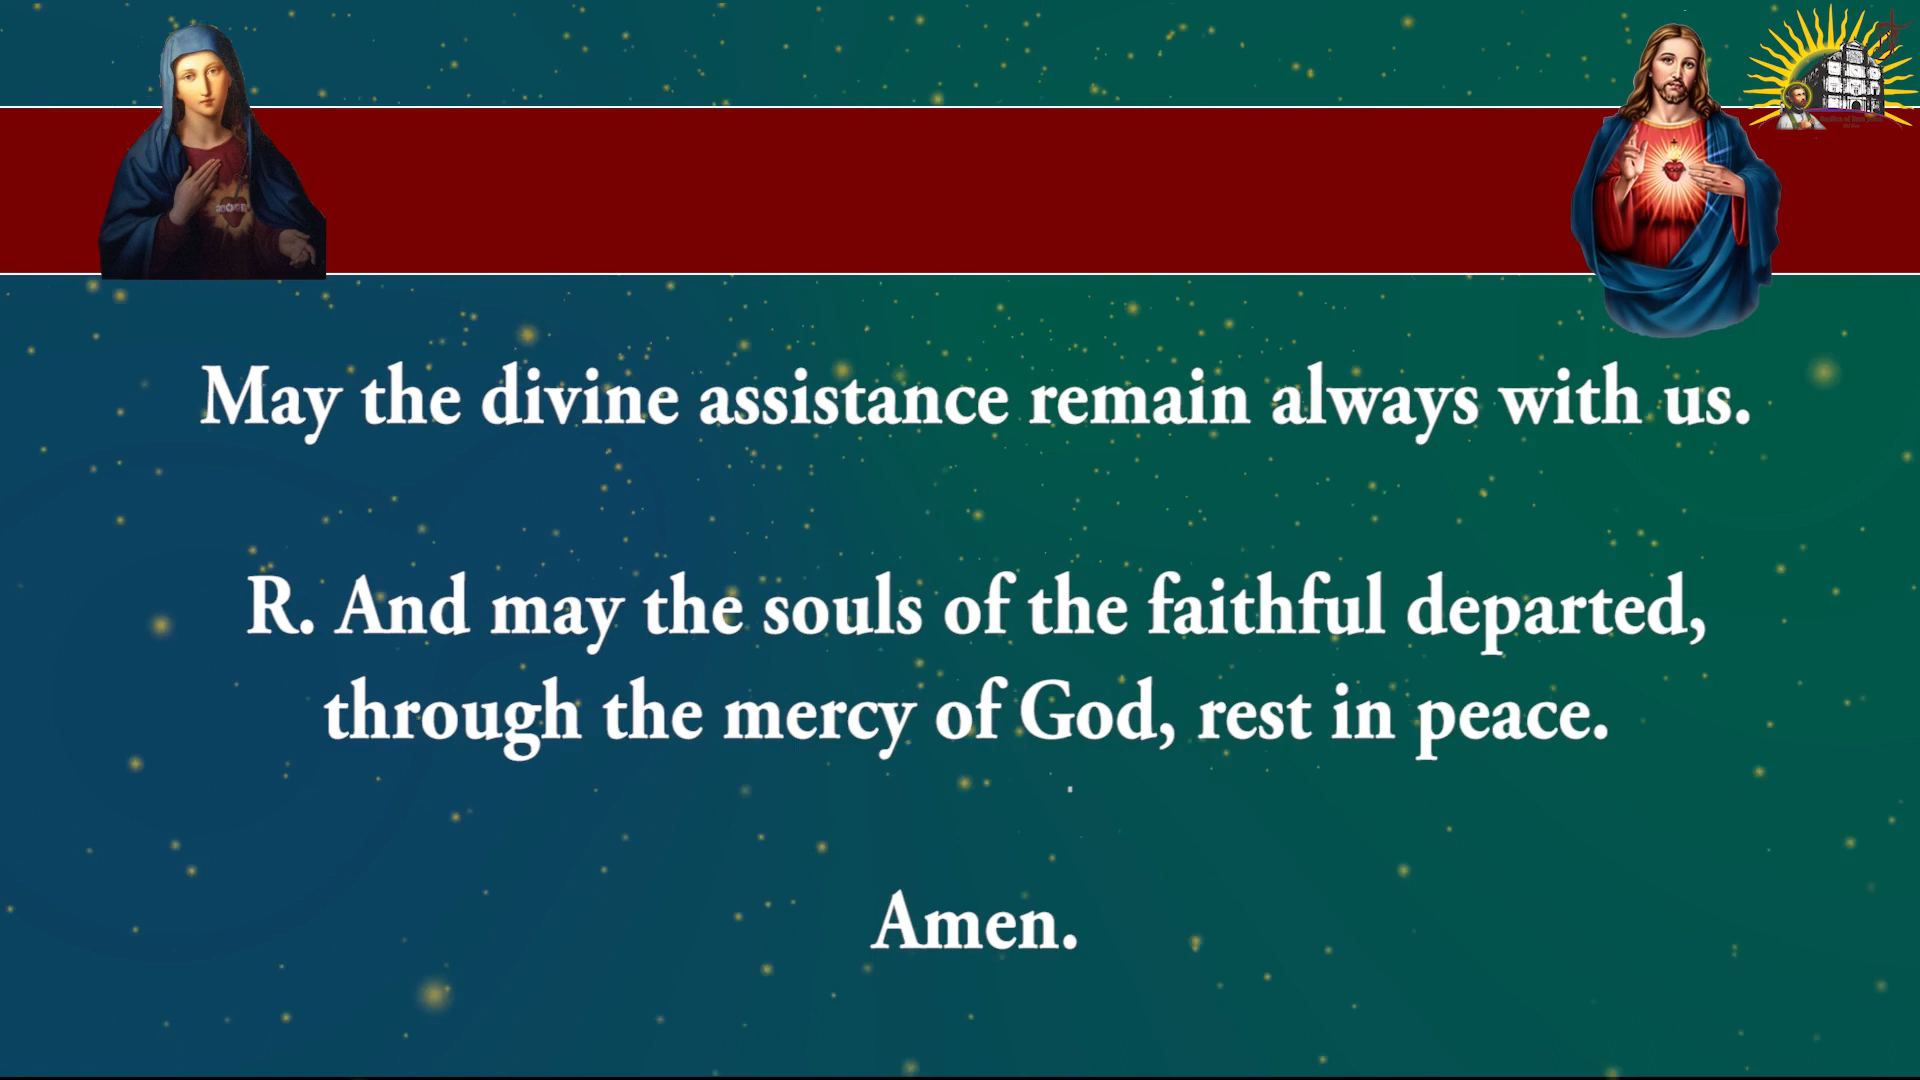 May the divine assistance remain always with us.
R. And may the souls of the faithful departed,
through the mercy of God, rest in peace.
Amen.